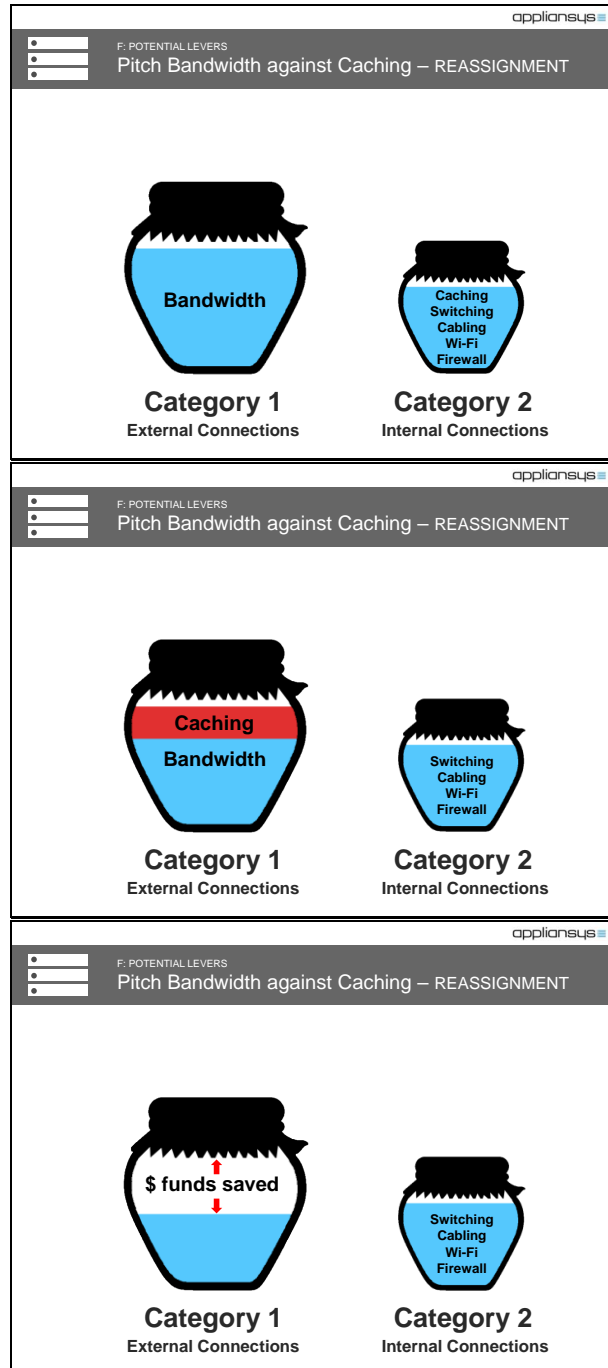 appliansys
F: POTENTIAL LEVERS
Pitch Bandwidth against Caching – REASSIGNMENT
Bandwidth
Caching
Switching
Cabling
Wi-Fi
Firewall
Category 1
External Connections
Category 2
Internal Connections
appliansys
F: POTENTIAL LEVERS
Pitch Bandwidth against Caching – REASSIGNMENT
Caching
Bandwidth
Switching
Cabling
Wi-Fi
Firewall
Category 1
External Connections
Category 2
Internal Connections
appliansys
F: POTENTIAL LEVERS
Pitch Bandwidth against Caching – REASSIGNMENT
$ funds saved
Switching
Cabling
Wi-Fi
Firewall
Category 1
External Connections
Category 2
Internal Connections